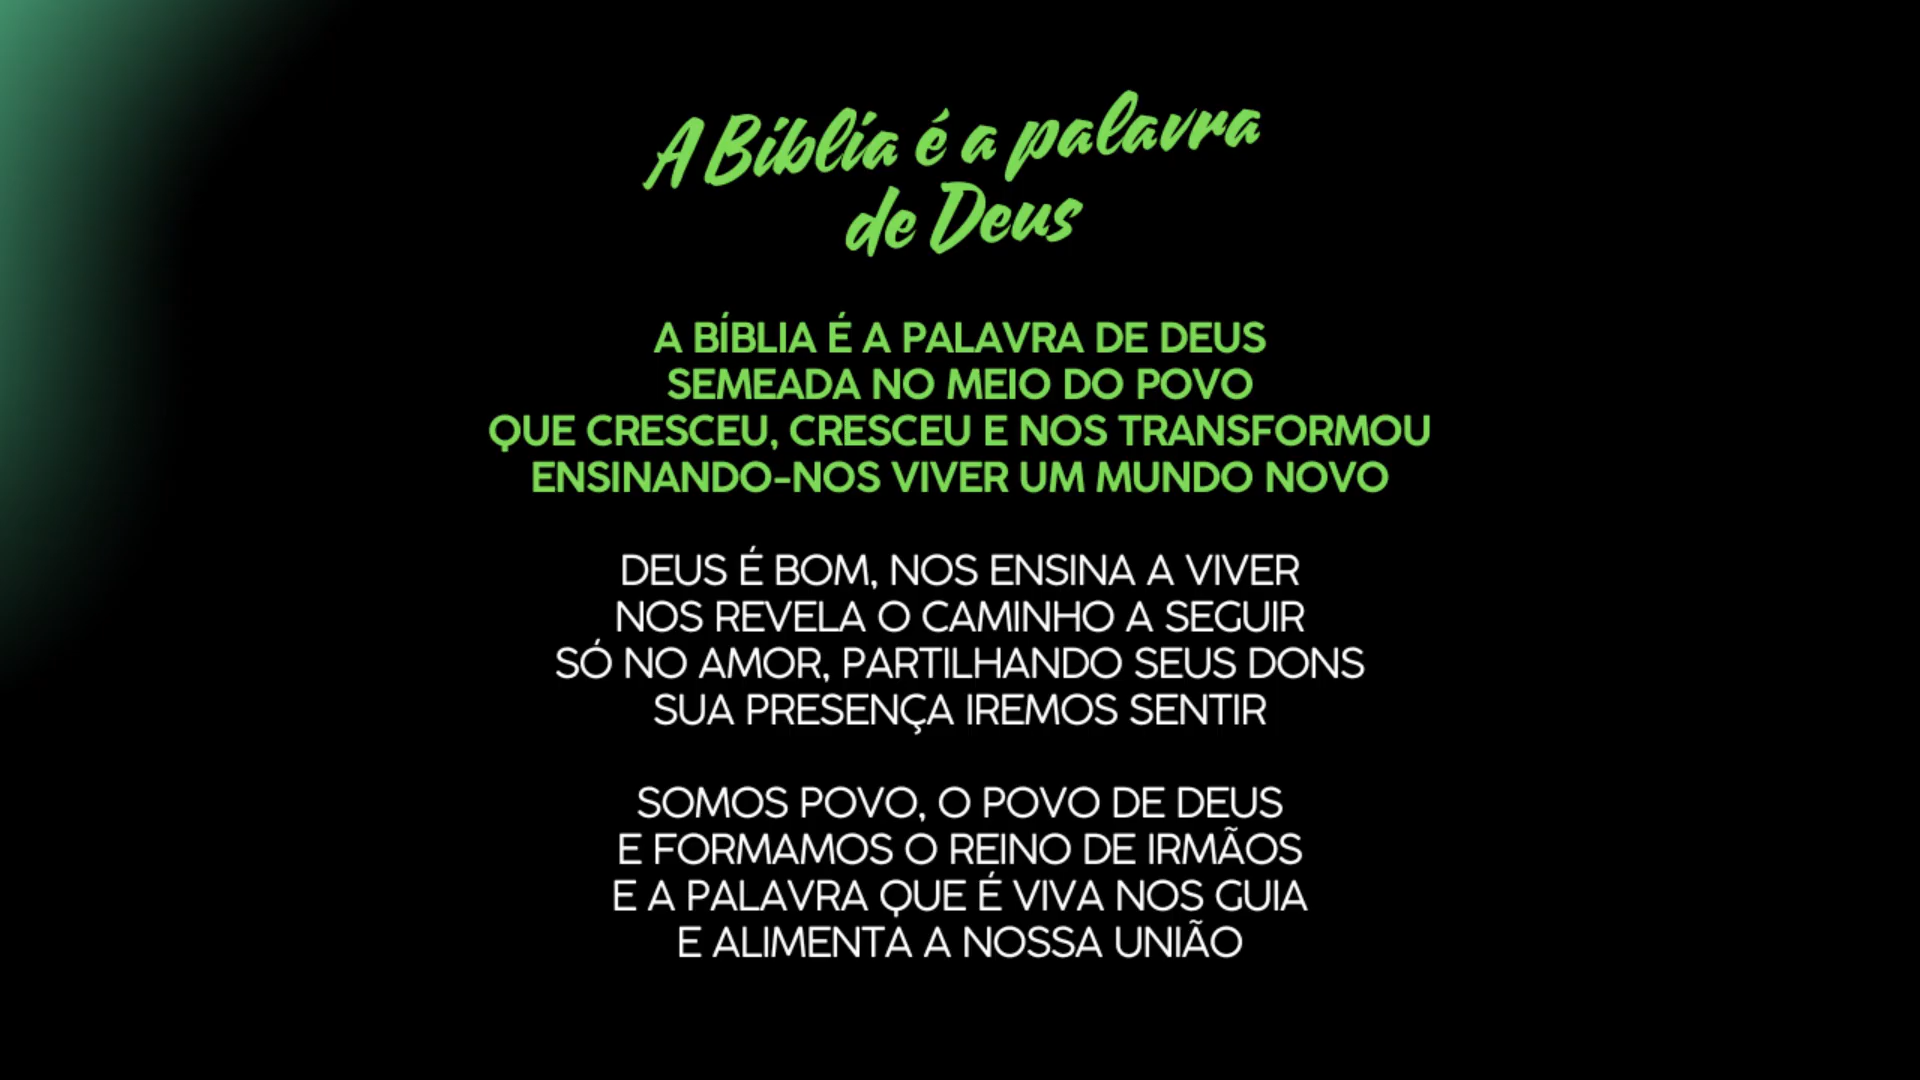 A Bíblia é a palavra
de Deus
A BÍBLIA É A PALAVRA DE DEUS
SEMEADA NO MEIO DO POVO
QUE CRESCEU, CRESCEU E NOS TRANSFORMOU
ENSINANDO-NOS VIVER UM MUNDO NOVO
DEUS É BOM, NOS ENSINA A VIVER
NOS REVELA O CAMINHO A SEGUIR
SÓ NO AMOR, PARTILHANDO SEUS DONS
SUA PRESENÇA IREMOS SENTIR
SOMOS POVO, O POVO DE DEUS
E FORMAMOS O REINO DE IRMÃOS
E A PALAVRA QUE É VIVA NOS GUIA
E ALIMENTA A NOSSA UNIÃO